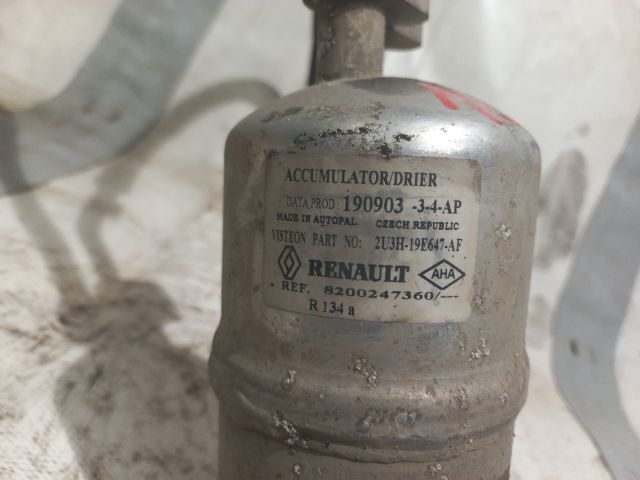 ACCUMULATOR/DRIER
DATA PROD 190903 -3-4-AP
MADE IN AUTOPAL. CZECH REPUBLIC
VISTEON PART NO: 2U3H-19E647-AF
RENAULT AHA
REF. 8200247360/---
R 134 a